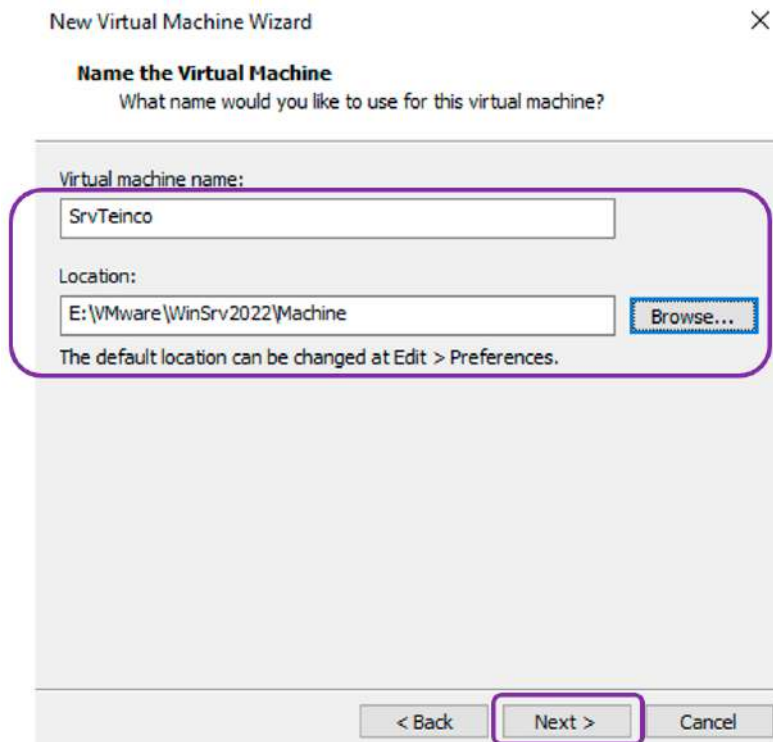 New Virtual Machine Wizard
Name the Virtual Machine
What name would you like to use for this virtual machine?
Virtual machine name:
SrvTeinco
Location:
E:\VMware\WinSrv2022\Machine
Browse...
The default location can be changed at Edit > Preferences.
< Back
Next >
Cancel